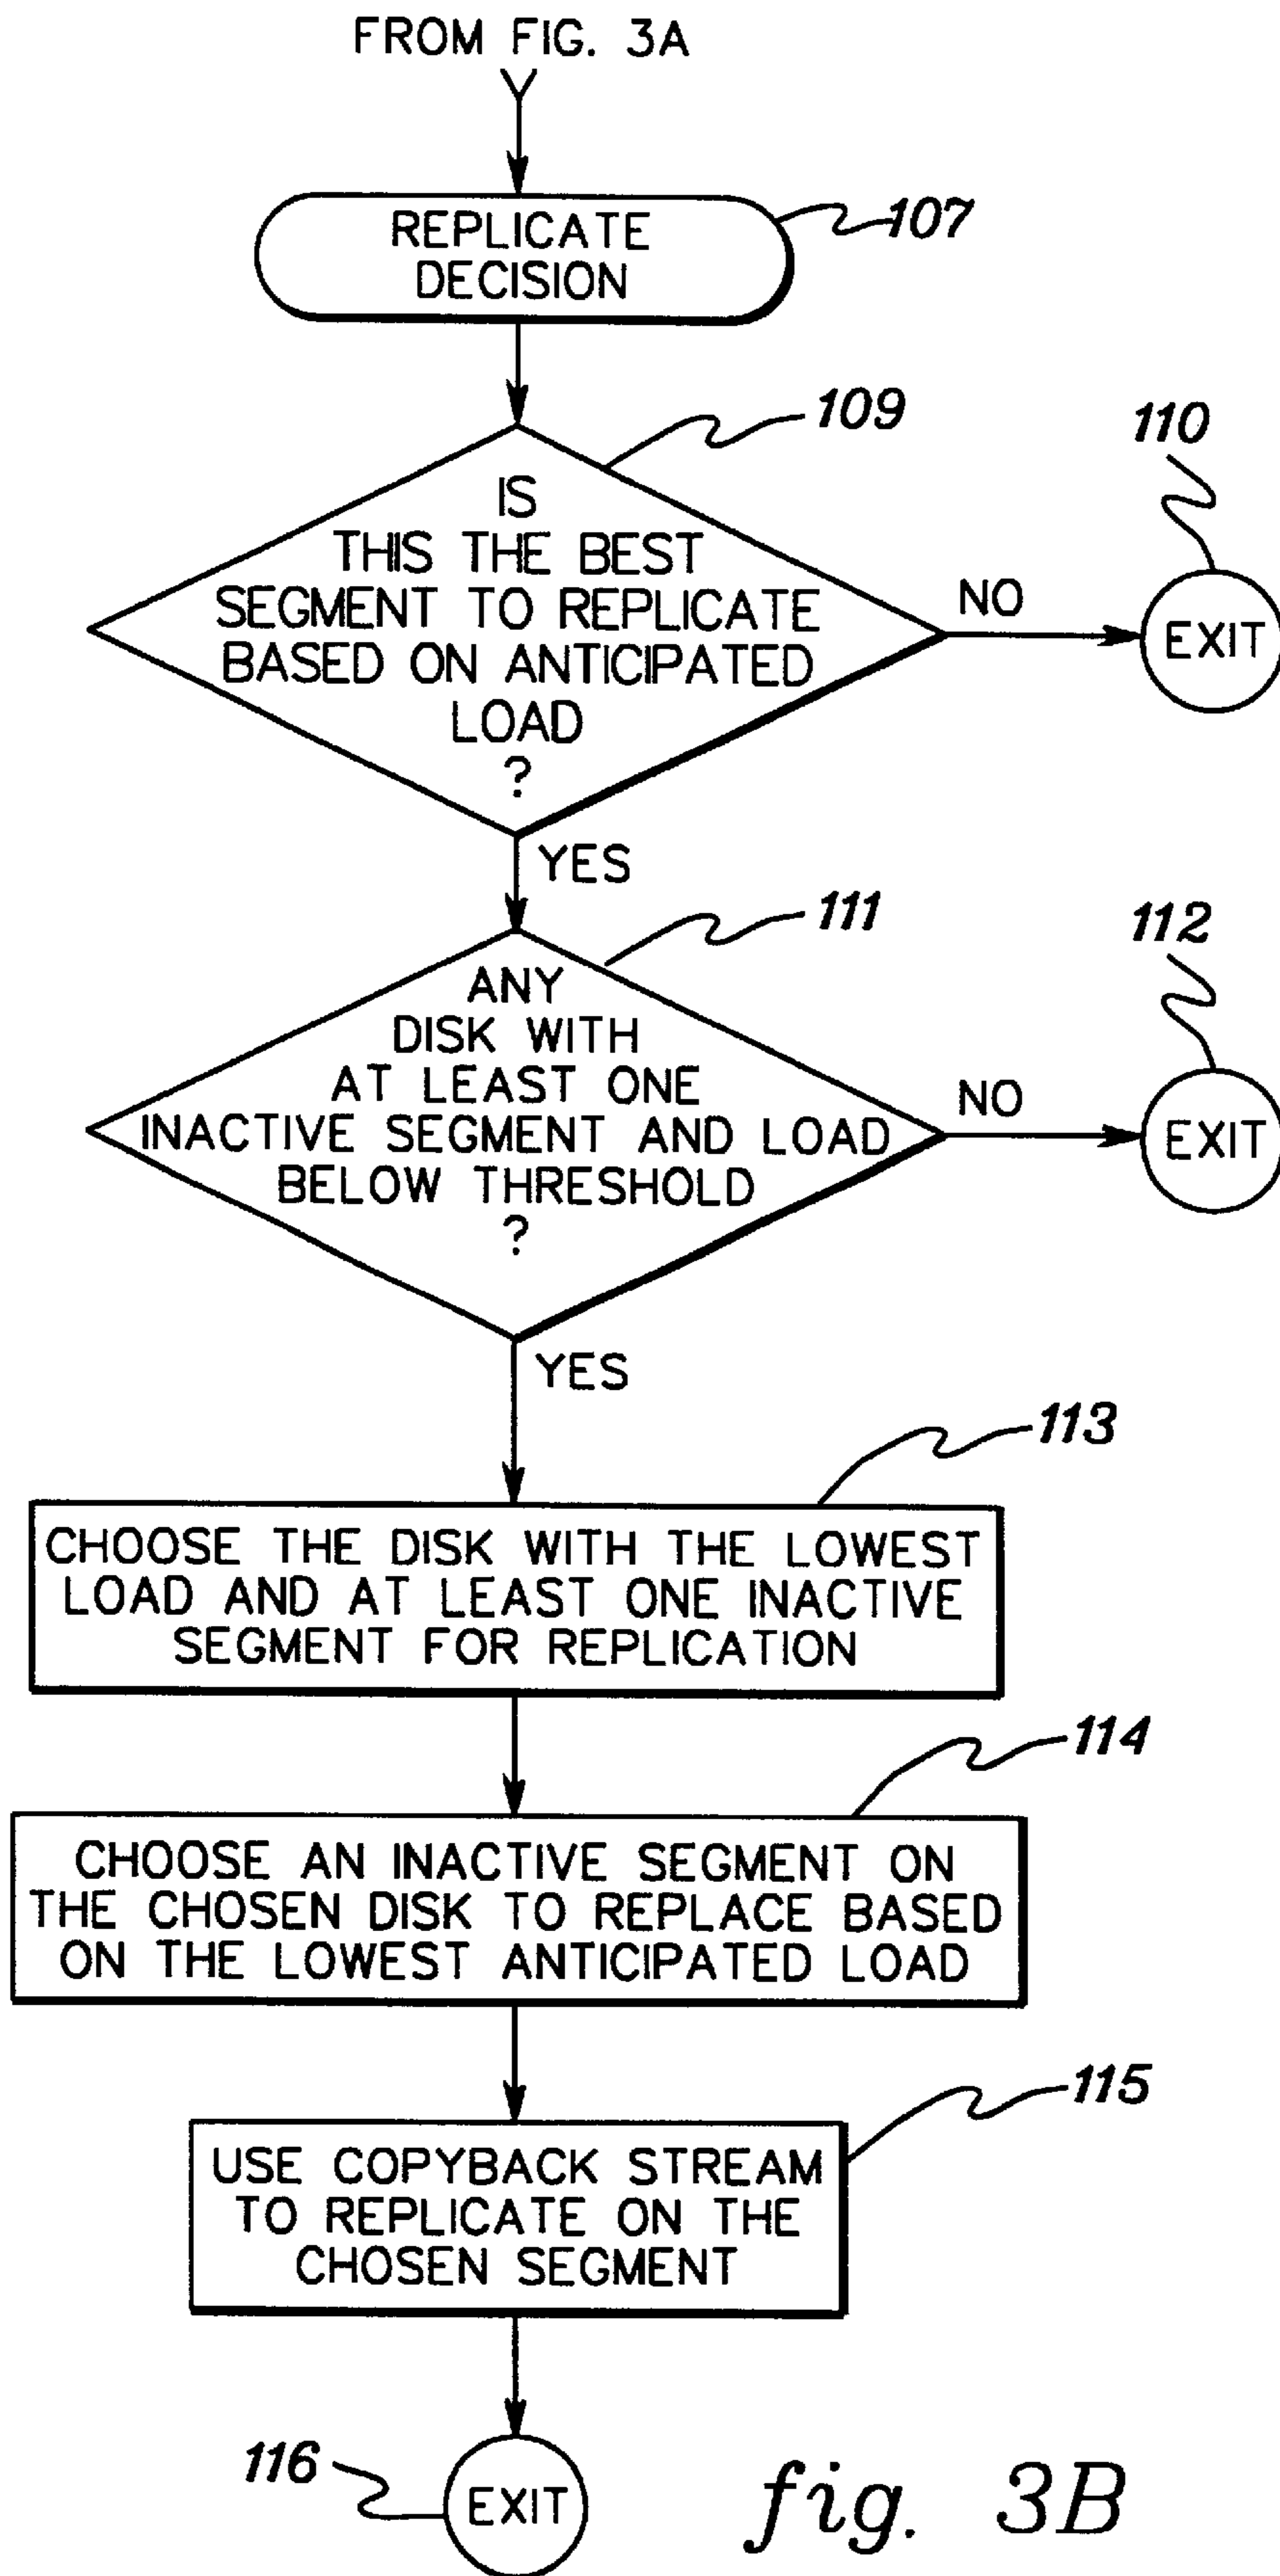 FROM FIG. 3A
REPLICATE
DECISION
107
109
IS
THIS THE BEST
SEGMENT TO REPLICATE
BASED ON ANTICIPATED
LOAD
?
NO
110
EXIT
YES
111
ANY
DISK WITH
AT LEAST ONE
INACTIVE SEGMENT AND LOAD
BELOW THRESHOLD
?
NO
112
EXIT
YES
113
CHOOSE THE DISK WITH THE LOWEST
LOAD AND AT LEAST ONE INACTIVE
SEGMENT FOR REPLICATION
114
CHOOSE AN INACTIVE SEGMENT ON
THE CHOSEN DISK TO REPLACE BASED
ON THE LOWEST ANTICIPATED LOAD
115
USE COPYBACK STREAM
TO REPLICATE ON THE
CHOSEN SEGMENT
116
EXIT
fig. 3B